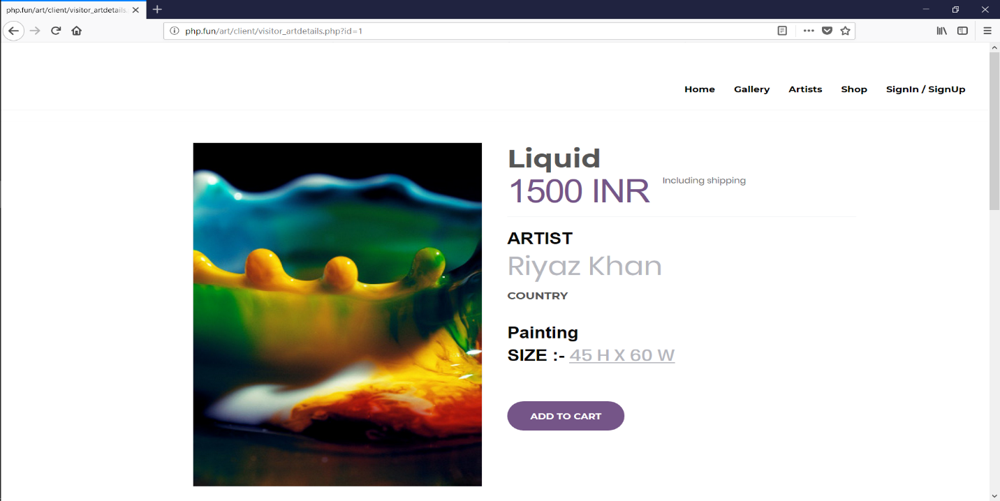 php.fun/art/client/visitor_artdetails.
php.fun/art/client/visitor_artdetails.php?id=1
Home Gallery Artists Shop SignIn / SignUp
Liquid
1500 INR Including shipping
ARTIST
Riyaz Khan
COUNTRY
Painting
SIZE :- 45 H X 60 W
ADD TO CART